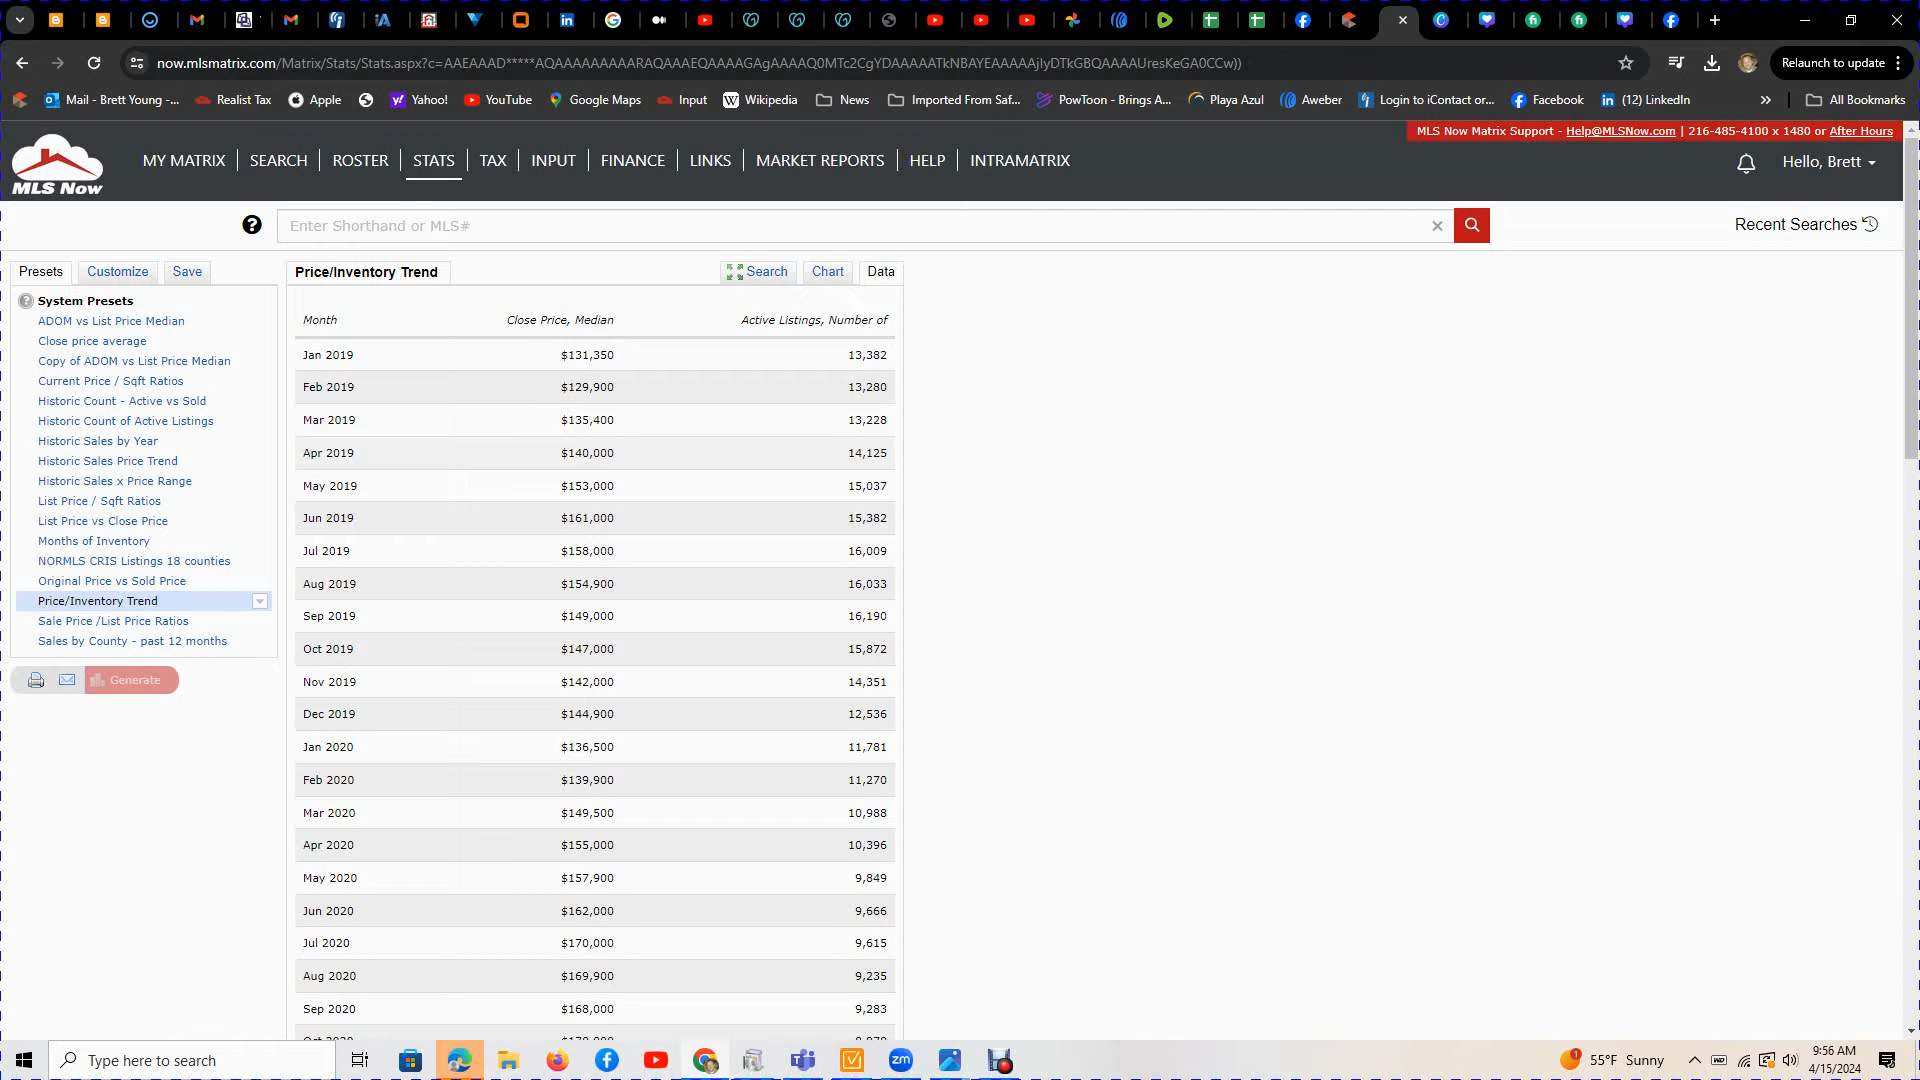 now.mlsmatrix.com/Matrix/Stats/Stats.aspx?c=AAEAAAD*****AQAAAAAAAAARAQAAAEQAAAAGAgAAAAQ0MTc2CgYDAAAAATkNBAYEAAAAAjIyDTkGBQAAAAUresKeGA0CCw))
Relaunch to update
Mail - Brett Young -...
Realist Tax
Apple
Yahoo!
YouTube
Google Maps
Input
Wikipedia
News
Imported From Saf...
PowToon - Brings A...
Playa Azul
Aweber
Login to iContact or...
Facebook
(12) LinkedIn
All Bookmarks
MLS Now Matrix Support - Help@MLSNow.com | 216-485-4100 x 1480 or After Hours
MLS Now
MY MATRIX
SEARCH
ROSTER
STATS
TAX
INPUT
FINANCE
LINKS
MARKET REPORTS
HELP
INTRAMATRIX
Hello, Brett
Enter Shorthand or MLS#
Recent Searches
Presets
Customize
Save
System Presets
ADOM vs List Price Median
Close price average
Copy of ADOM vs List Price Median
Current Price / Sqft Ratios
Historic Count - Active vs Sold
Historic Count of Active Listings
Historic Sales by Year
Historic Sales Price Trend
Historic Sales x Price Range
List Price / Sqft Ratios
List Price vs Close Price
Months of Inventory
NORMLS CRIS Listings 18 counties
Original Price vs Sold Price
Price/Inventory Trend
Sale Price /List Price Ratios
Sales by County - past 12 months
Generate
Price/Inventory Trend
Search
Chart
Data
Month Close Price, Median Active Listings, Number of
Jan 2019 $131,350 13,382
Feb 2019 $129,900 13,280
Mar 2019 $135,400 13,228
Apr 2019 $140,000 14,125
May 2019 $153,000 15,037
Jun 2019 $161,000 15,382
Jul 2019 $158,000 16,009
Aug 2019 $154,900 16,033
Sep 2019 $149,000 16,190
Oct 2019 $147,000 15,872
Nov 2019 $142,000 14,351
Dec 2019 $144,900 12,536
Jan 2020 $136,500 11,781
Feb 2020 $139,900 11,270
Mar 2020 $149,500 10,988
Apr 2020 $155,000 10,396
May 2020 $157,900 9,849
Jun 2020 $162,000 9,666
Jul 2020 $170,000 9,615
Aug 2020 $169,900 9,235
Sep 2020 $168,000 9,283
Type here to search
55°F Sunny
9:56 AM
4/15/2024